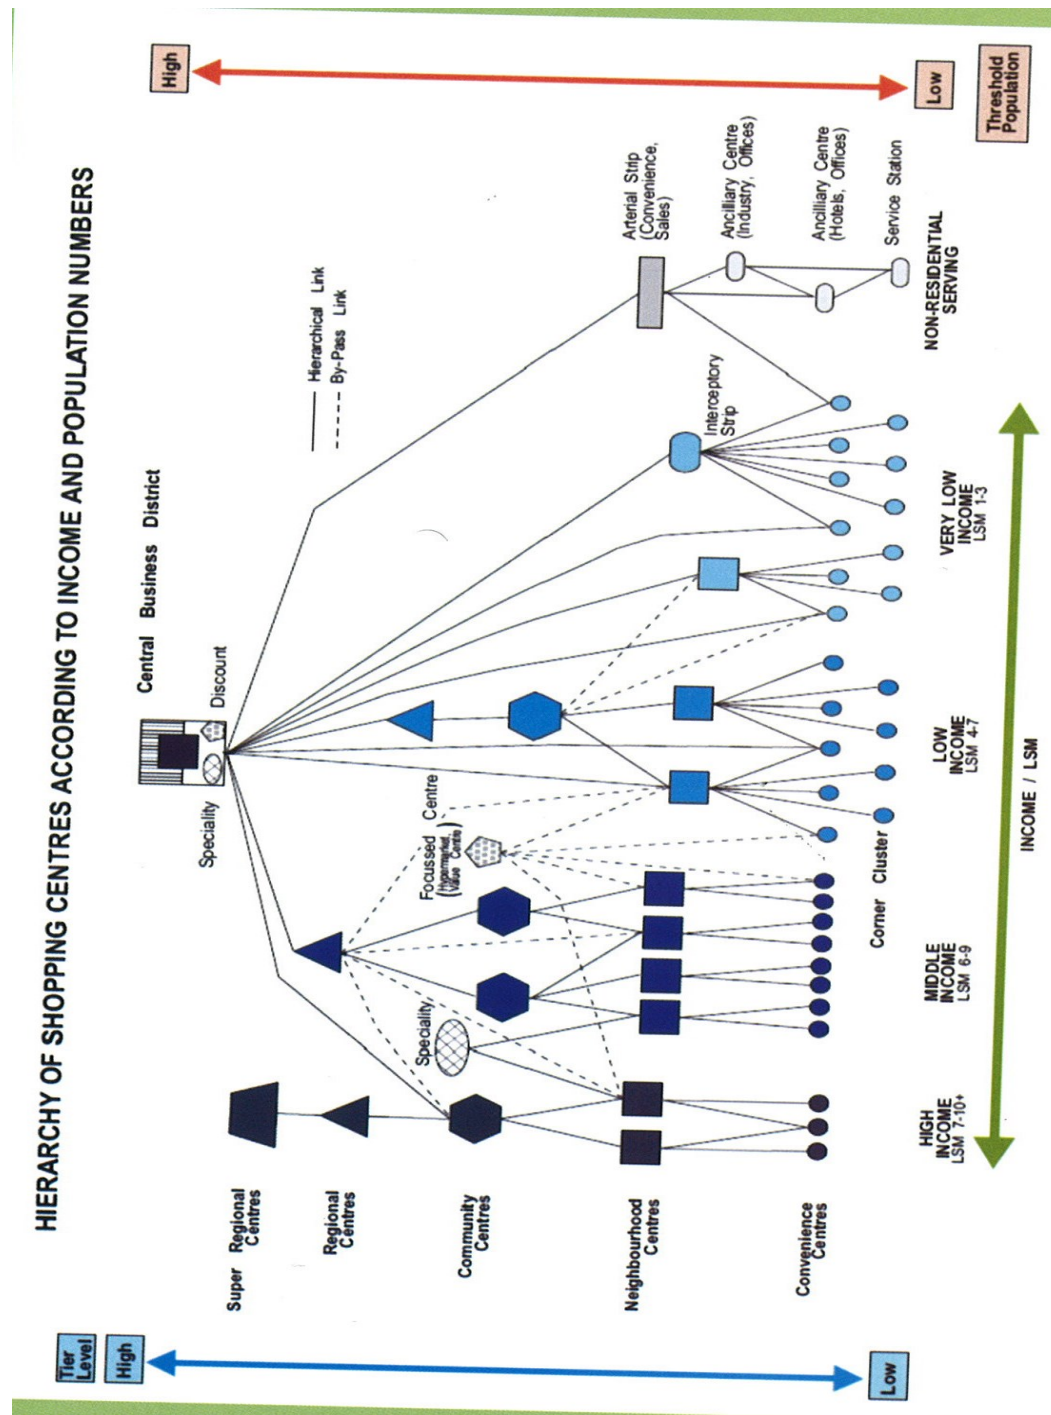 HIERARCHY OF SHOPPING CENTRES ACCORDING TO INCOME AND POPULATION NUMBERS
Tier
Level
High
Low
High
Low
Threshold
Population
Central Business District
Speciality
Discount
Hierarchical Link
By-Pass Link
Super Regional
Centres
Regional
Centres
Community
Centres
Neighbourhood
Centres
Convenience
Centres
Speciality
Focussed Centre
(Hypermarket,
Value Centre)
Interceptory
Strip
Arterial Strip
(Convenience,
Sales)
Ancilliary Centre
(Industry, Offices)
Ancilliary Centre
(Hotels, Offices)
Service Station
Corner Cluster
HIGH
INCOME
LSM 7-10+
MIDDLE
INCOME
LSM 6-9
LOW
INCOME
LSM 4-7
VERY LOW
INCOME
LSM 1-3
NON-RESIDENTIAL
SERVING
INCOME / LSM